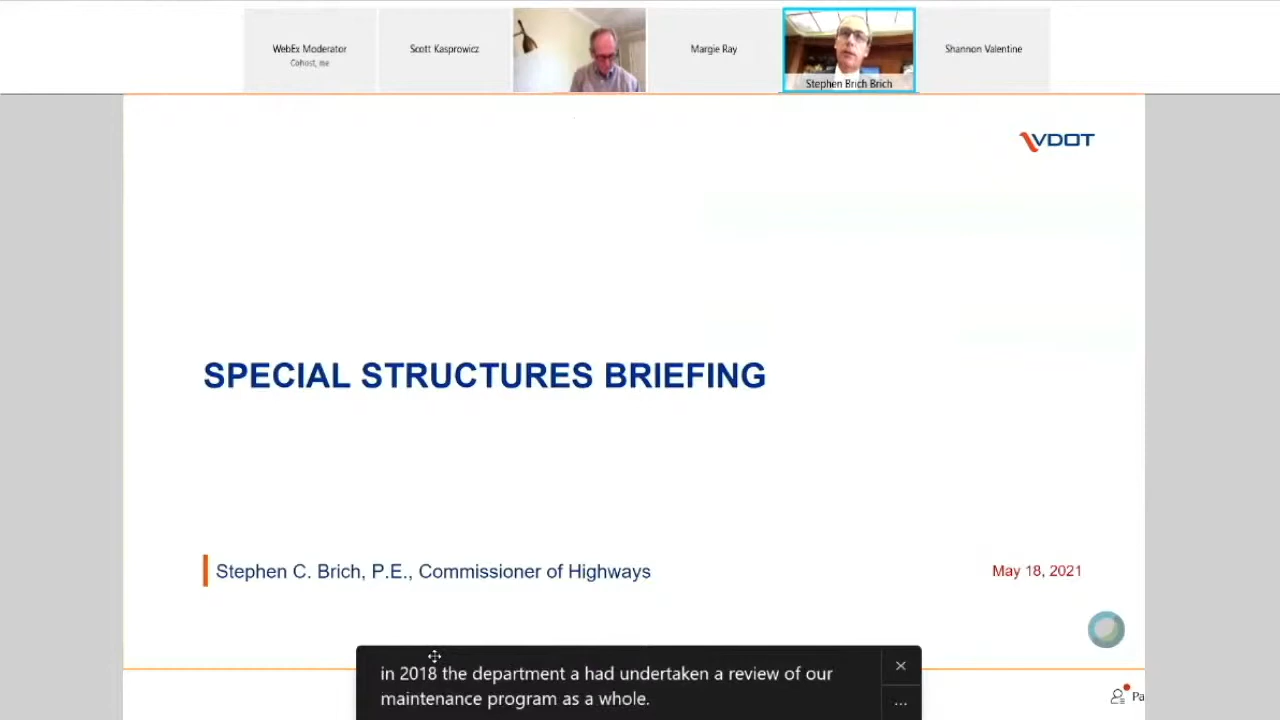 WebEx Moderator
Cohost, me
Scott Kasprowicz
Margie Ray
Stephen Brich Brich
Shannon Valentine
VDOT
SPECIAL STRUCTURES BRIEFING
Stephen C. Brich, P.E., Commissioner of Highways
May 18, 2021
in 2018 the department a had undertaken a review of our
maintenance program as a whole.
Pa